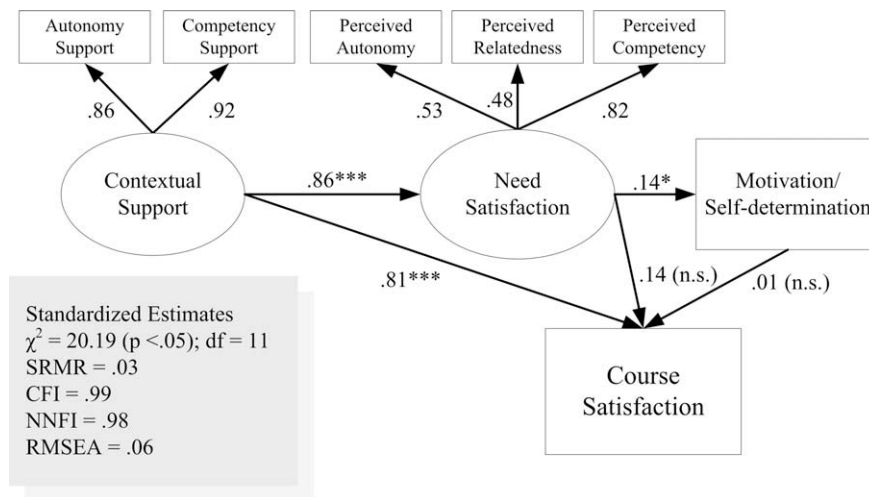 Autonomy
Support
Competency
Support
Perceived
Autonomy
Perceived
Relatedness
Perceived
Competency
.86
.92
.53
.48
.82
Contextual
Support
.86***
Need
Satisfaction
.14*
Motivation/
Self-determination
.81***
.14 (n.s.)
.01 (n.s.)
Course
Satisfaction
Standardized Estimates
χ² = 20.19 (p <.05); df = 11
SRMR = .03
CFI = .99
NNFI = .98
RMSEA = .06